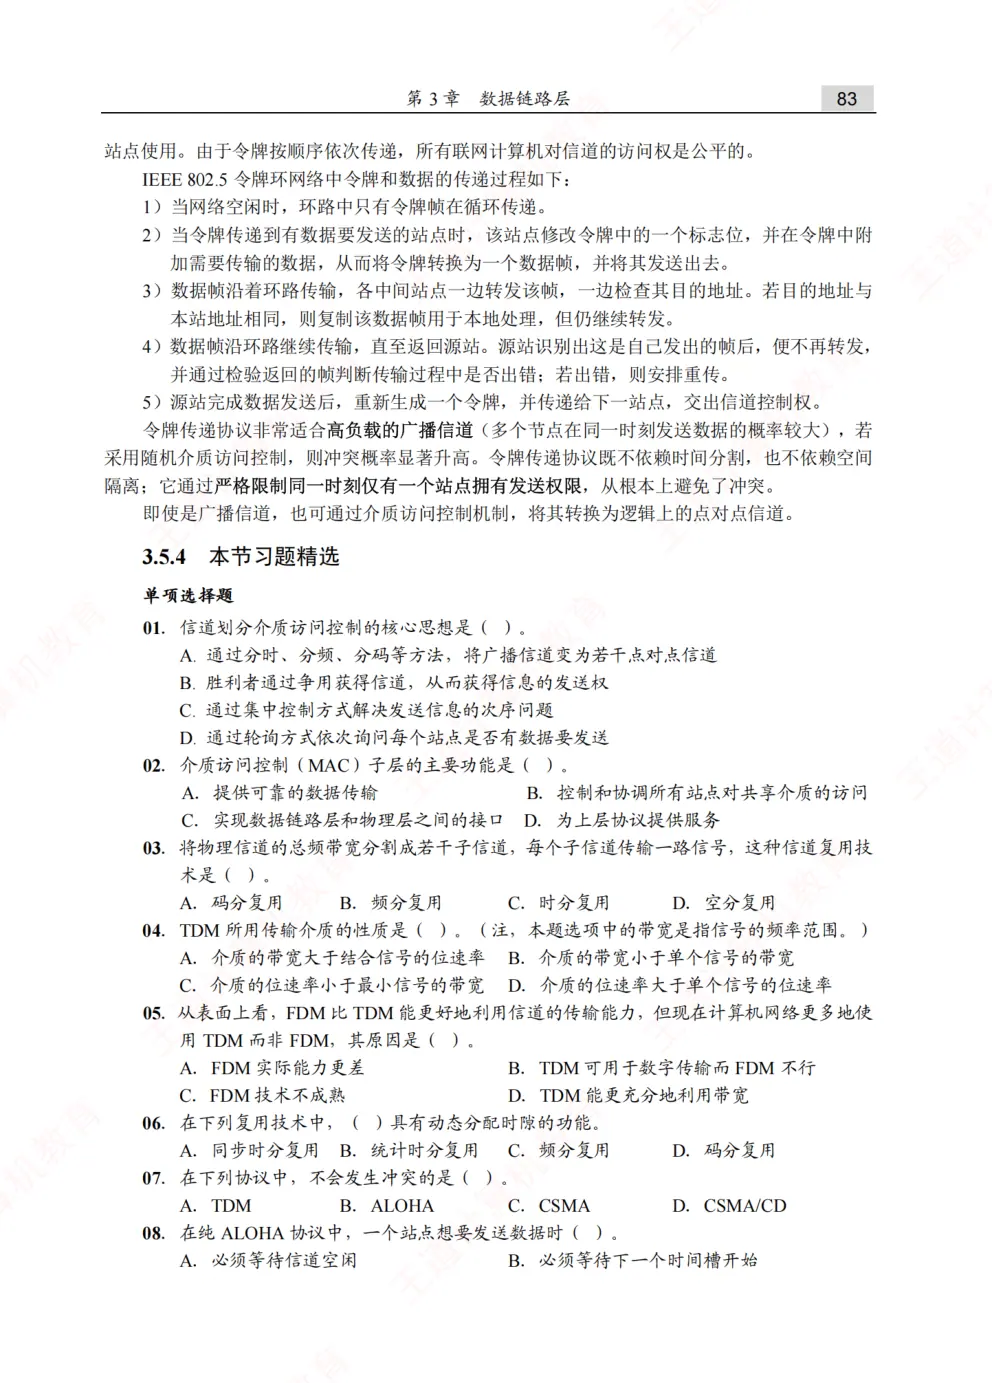 第 3 章 数据链路层 83
站点使用。由于令牌按顺序依次传递，所有联网计算机对信道的访问权是公平的。
IEEE 802.5 令牌环网络中令牌和数据的传递过程如下：
1）当网络空闲时，环路中只有令牌帧在循环传递。
2）当令牌传递到有数据要发送的站点时，该站点修改令牌中的一个标志位，并在令牌中附
加需要传输的数据，从而将令牌转换为一个数据帧，并将其发送出去。
3）数据帧沿着环路传输，各中间站点一边转发该帧，一边检查其目的地址。若目的地址与
本站地址相同，则复制该数据帧用于本地处理，但仍继续转发。
4）数据帧沿环路继续传输，直至返回源站。源站识别出这是自己发出的帧后，便不再转发，
并通过检验返回的帧判断传输过程中是否出错；若出错，则安排重传。
5）源站完成数据发送后，重新生成一个令牌，并传递给下一站点，交出信道控制权。
令牌传递协议非常适合高负载的广播信道（多个节点在同一时刻发送数据的概率较大），若
采用随机介质访问控制，则冲突概率显著升高。令牌传递协议既不依赖时间分割，也不依赖空间
隔离；它通过严格限制同一时刻仅有一个站点拥有发送权限，从根本上避免了冲突。
即使是广播信道，也可通过介质访问控制机制，将其转换为逻辑上的点对点信道。
3.5.4 本节习题精选
单项选择题
01. 信道划分介质访问控制的核心思想是（ ）。
A. 通过分时、分频、分码等方法，将广播信道变为若干点对点信道
B. 胜利者通过争用获得信道，从而获得信息的发送权
C. 通过集中控制方式解决发送信息的次序问题
D. 通过轮询方式依次询问每个站点是否有数据要发送
02. 介质访问控制（MAC）子层的主要功能是（ ）。
A. 提供可靠的数据传输 B. 控制和协调所有站点对共享介质的访问
C. 实现数据链路层和物理层之间的接口 D. 为上层协议提供服务
03. 将物理信道的总频带宽分割成若干子信道，每个子信道传输一路信号，这种信道复用技
术是（ ）。
A. 码分复用 B. 频分复用 C. 时分复用 D. 空分复用
04. TDM 所用传输介质的性质是（ ）。（注，本题选项中的带宽是指信号的频率范围。）
A. 介质的带宽大于结合信号的位速率 B. 介质的带宽小于单个信号的带宽
C. 介质的位速率小于最小信号的带宽 D. 介质的位速率大于单个信号的位速率
05. 从表面上看，FDM 比 TDM 能更好地利用信道的传输能力，但现在计算机网络更多地使
用 TDM 而非 FDM，其原因是（ ）。
A. FDM 实际能力更差 B. TDM 可用于数字传输而 FDM 不行
C. FDM 技术不成熟 D. TDM 能更充分地利用带宽
06. 在下列复用技术中，（ ）具有动态分配时隙的功能。
A. 同步时分复用 B. 统计时分复用 C. 频分复用 D. 码分复用
07. 在下列协议中，不会发生冲突的是（ ）。
A. TDM B. ALOHA C. CSMA D. CSMA/CD
08. 在纯 ALOHA 协议中，一个站点想要发送数据时（ ）。
A. 必须等待信道空闲 B. 必须等待下一个时间槽开始